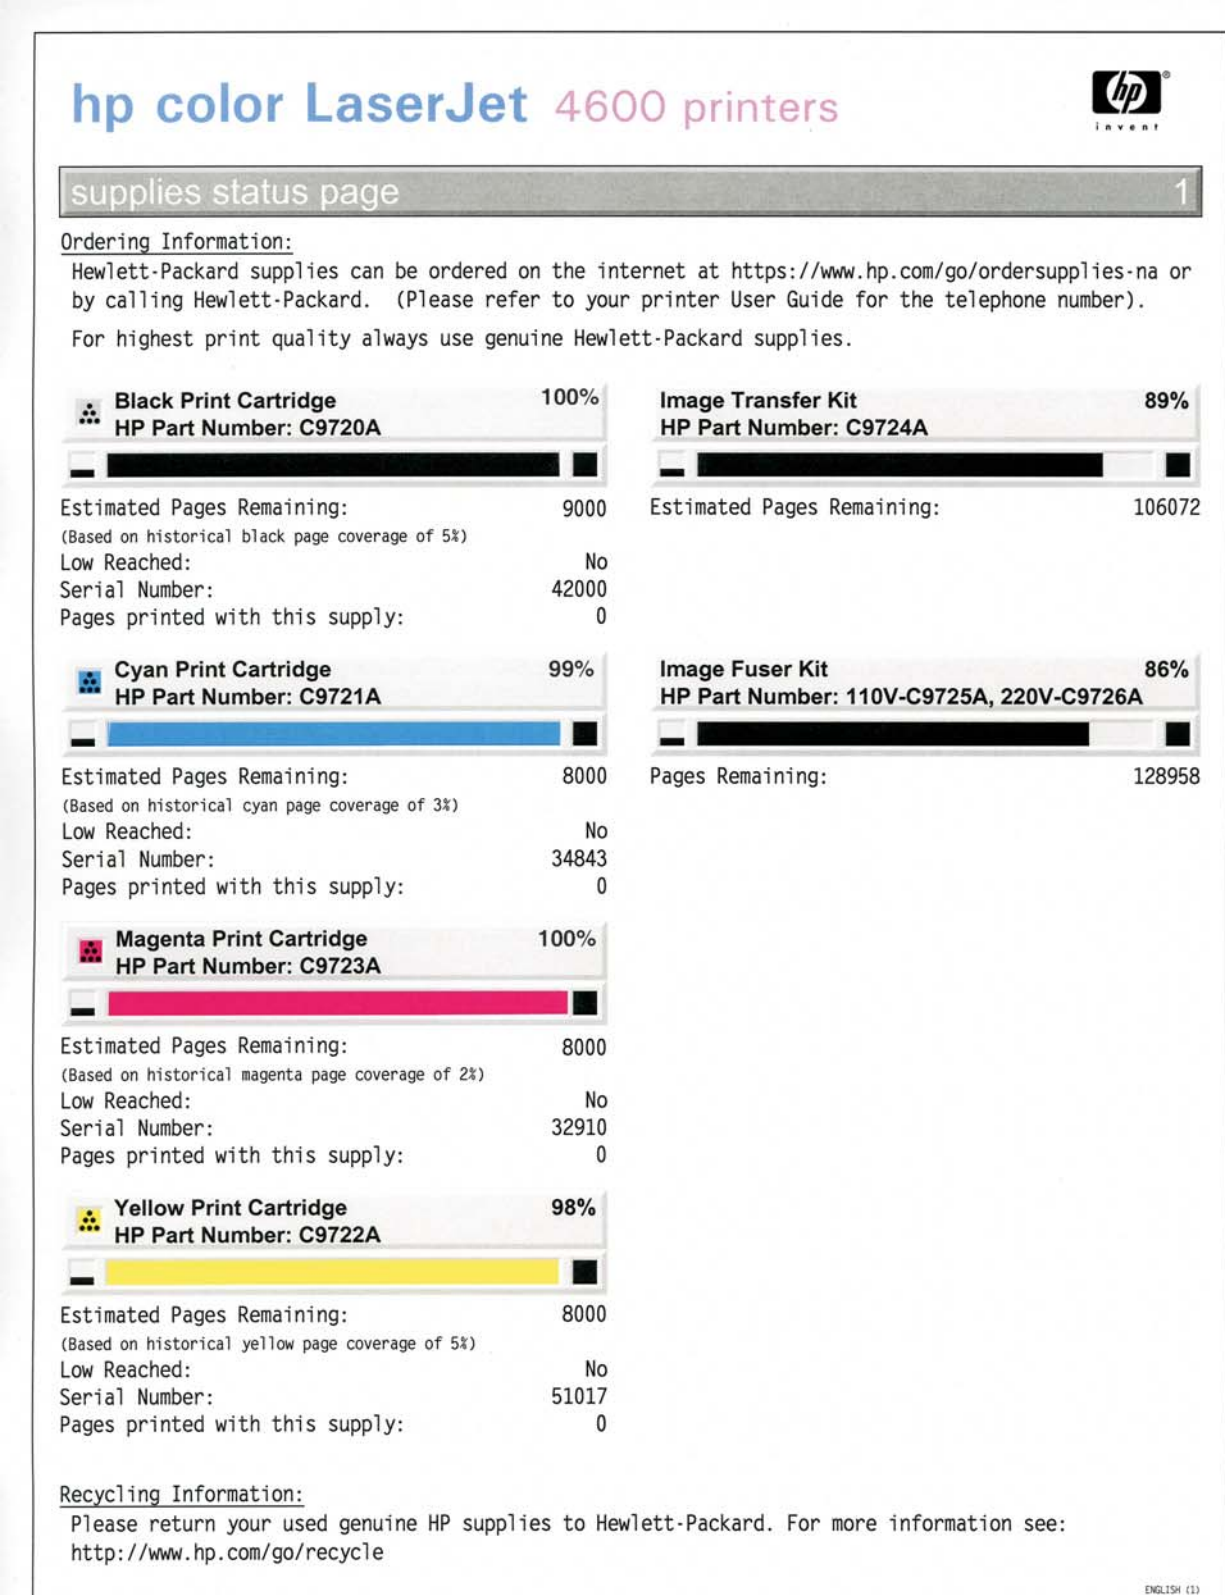 hp color LaserJet 4600 printers
hp®
invent
supplies status page 1
Ordering Information:
Hewlett-Packard supplies can be ordered on the internet at https://www.hp.com/go/ordersupplies-na or
by calling Hewlett-Packard. (Please refer to your printer User Guide for the telephone number).
For highest print quality always use genuine Hewlett-Packard supplies.
Black Print Cartridge 100%
HP Part Number: C9720A
Estimated Pages Remaining: 9000
(Based on historical black page coverage of 5%)
Low Reached: No
Serial Number: 42000
Pages printed with this supply: 0
Image Transfer Kit 89%
HP Part Number: C9724A
Estimated Pages Remaining: 106072
Cyan Print Cartridge 99%
HP Part Number: C9721A
Estimated Pages Remaining: 8000
(Based on historical cyan page coverage of 3%)
Low Reached: No
Serial Number: 34843
Pages printed with this supply: 0
Image Fuser Kit 86%
HP Part Number: 110V-C9725A, 220V-C9726A
Pages Remaining: 128958
Magenta Print Cartridge 100%
HP Part Number: C9723A
Estimated Pages Remaining: 8000
(Based on historical magenta page coverage of 2%)
Low Reached: No
Serial Number: 32910
Pages printed with this supply: 0
Yellow Print Cartridge 98%
HP Part Number: C9722A
Estimated Pages Remaining: 8000
(Based on historical yellow page coverage of 5%)
Low Reached: No
Serial Number: 51017
Pages printed with this supply: 0
Recycling Information:
Please return your used genuine HP supplies to Hewlett-Packard. For more information see:
http://www.hp.com/go/recycle
ENGLISH (1)